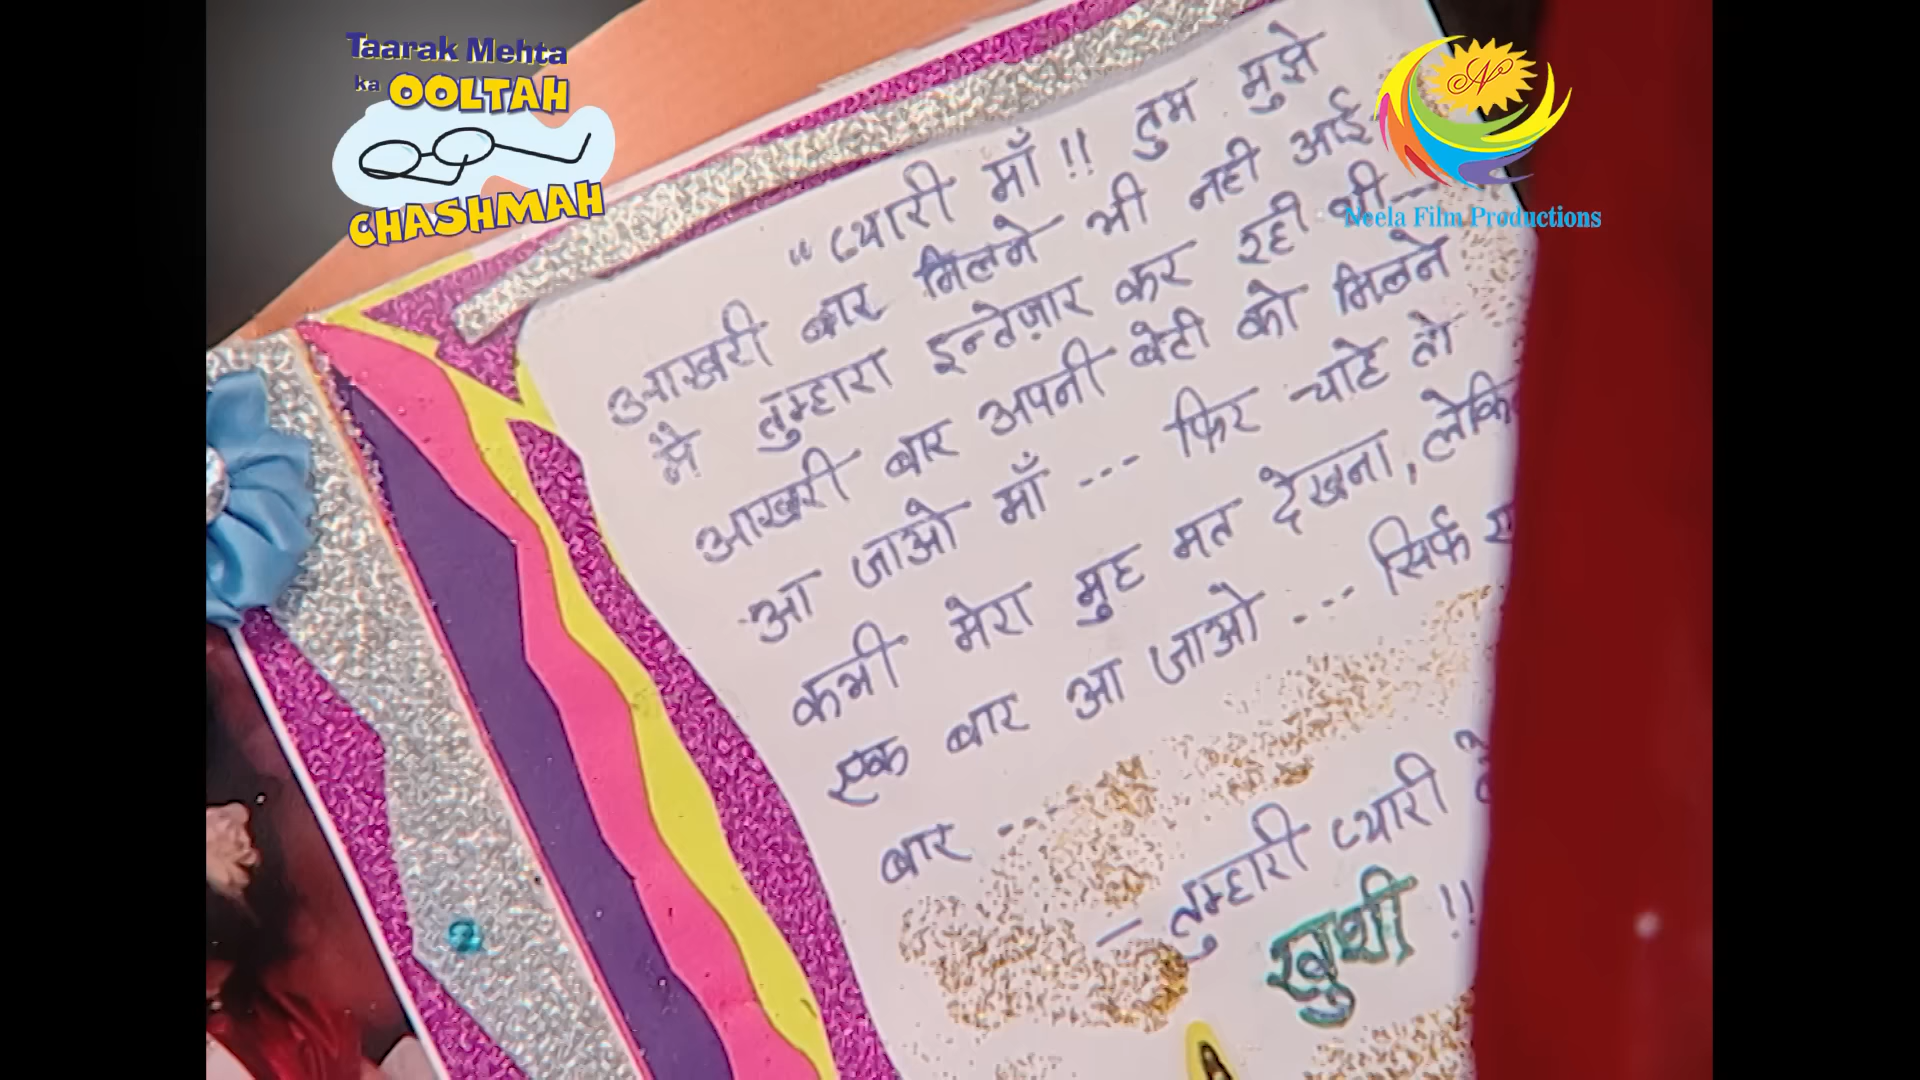 Taarak Mehta
ka OOLTAH
CHASHMAH
Neela Film Productions
"प्यारी माँ !! तुम मुझे
आखरी बार मिलने भी नही आई
मै तुम्हारा इन्तेज़ार कर रही थी---
आखरी बार अपनी बेटी को मिलने
आ जाओ माँ --- फिर चाहे तो
कभी मेरा मुह मत देखना, लेकि
एक बार आ जाओ --- सिर्फ
बार ---
- तुम्हारी प्यारी
खुशी !!